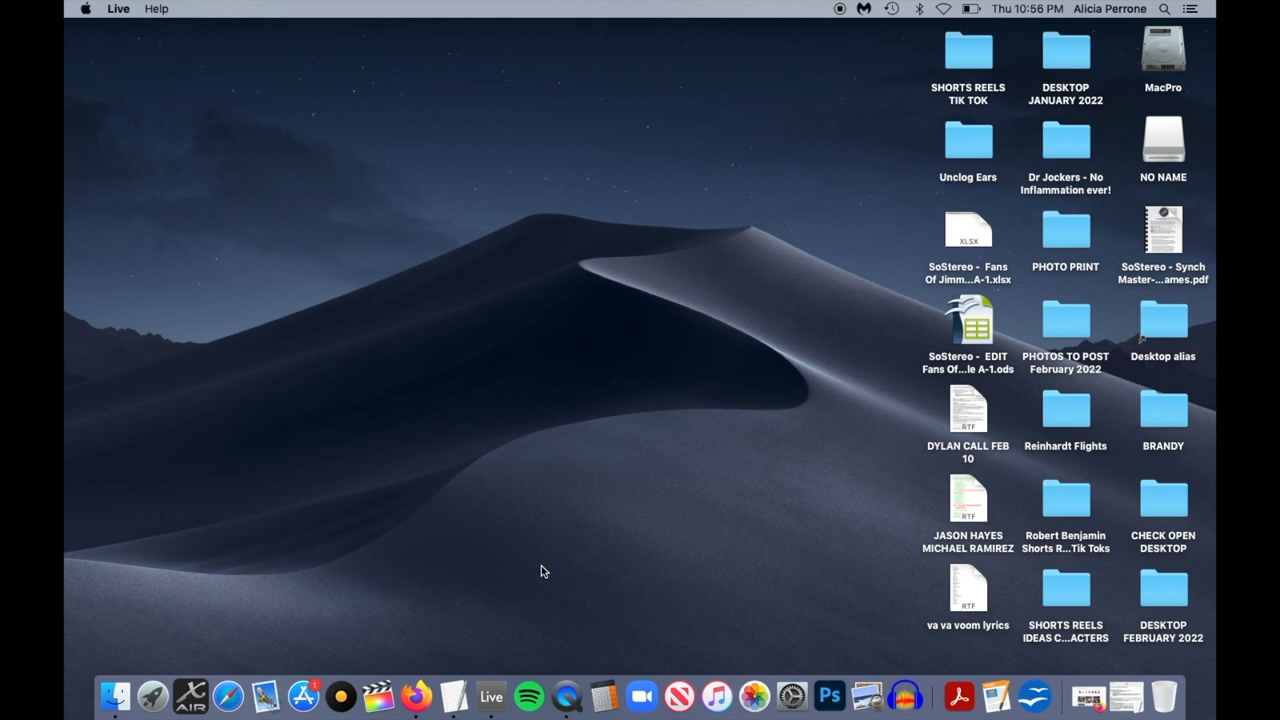 Live Help Thu 10:56 PM Alicia Perrone
SHORTS REELS
TIK TOK
DESKTOP
JANUARY 2022
MacPro
Unclog Ears
Dr Jockers - No
Inflammation ever!
NO NAME
XLSX
SoStereo - Fans
Of Jimm...A-1.xlsx
PHOTO PRINT
SoStereo - Synch
Master-...ames.pdf
SoStereo - EDIT
Fans Of...le A-1.ods
PHOTOS TO POST
February 2022
Desktop alias
RTF
DYLAN CALL FEB
10
Reinhardt Flights
BRANDY
RTF
JASON HAYES
MICHAEL RAMIREZ
Robert Benjamin
Shorts R...Tik Toks
CHECK OPEN
DESKTOP
RTF
va va voom lyrics
SHORTS REELS
IDEAS C...ACTERS
DESKTOP
FEBRUARY 2022
X AIR
1
Live
Ps